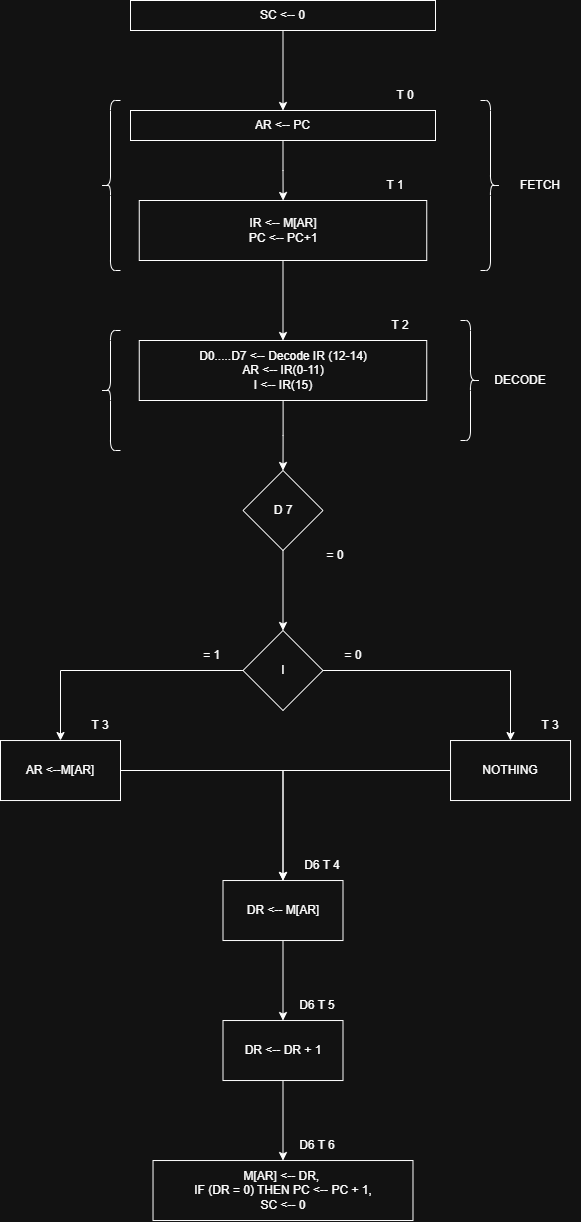 SC <-- 0
T 0
AR <-- PC
FETCH
T 1
IR <-- M[AR]
PC <-- PC+1
T 2
D0.....D7 <-- Decode IR (12-14)
AR <-- IR(0-11)
I <-- IR(15)
DECODE
D 7
= 0
= 1
= 0
I
T 3
T 3
AR <--M[AR]
NOTHING
D6 T 4
DR <-- M[AR]
D6 T 5
DR <-- DR + 1
D6 T 6
M[AR] <-- DR,
IF (DR = 0) THEN PC <-- PC + 1,
SC <-- 0